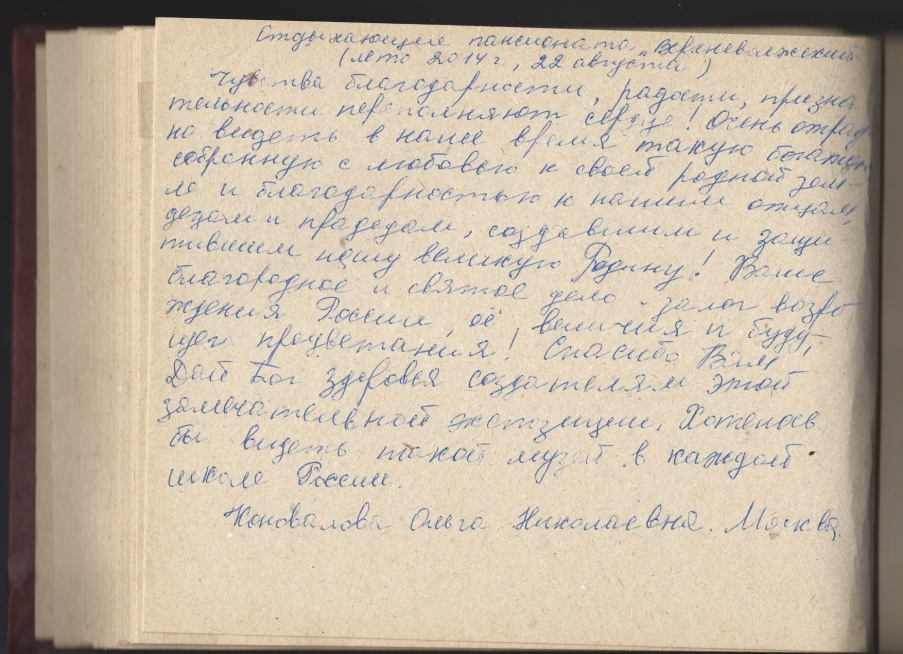 Отдыхающие пансионата „Верхневолжский
(лето 2014 г., 22 августа)
Чувства благодарности, радости, призна
тельности переполняют сердце! Очень отрад
но видеть в наше время такую
собранную с любовью к своей родной зем-
ле и благодарностью к нашим отцам,
дедам и прадедам, создавшим и защи-
тившим нашу великую Родину! Ваше
благородное и святое дело - залог возро
ждения России, её, величия и буду-
щего процветания! Спасибо Вам!
Дай Бог здоровья создателям этой
замечательной экспозиции. Хотелось
бы видеть такой музей в каждой
школе России.
Коновалова Ольга Николаевна. Москва.